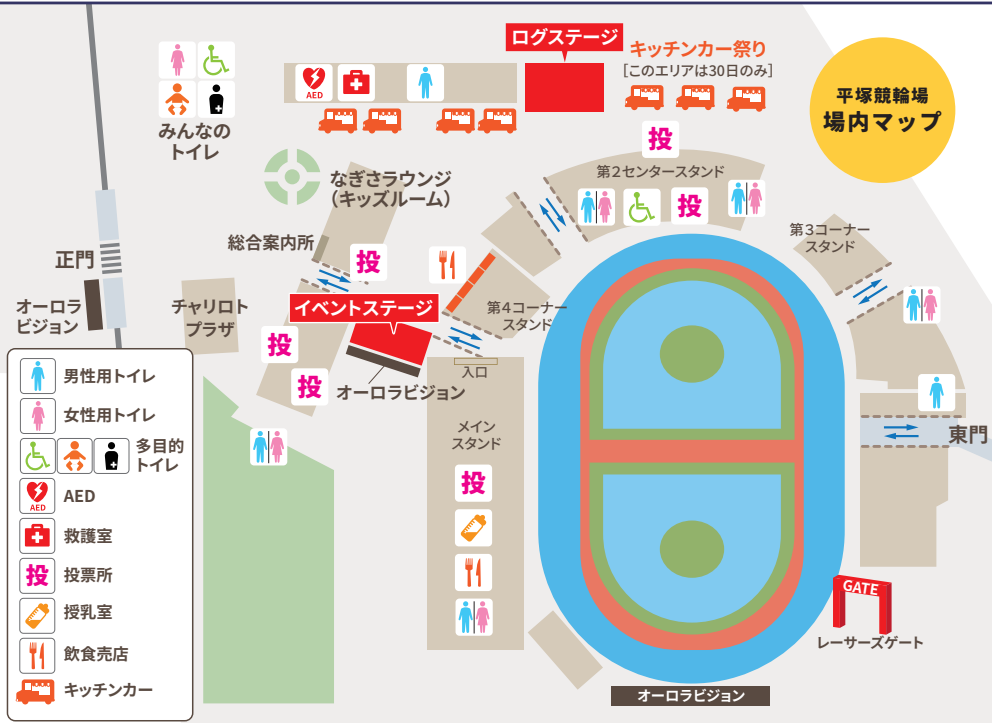 ログステージ
キッチンカー祭り
[このエリアは30日のみ]
平塚競輪場
場内マップ
AED
みんなの
トイレ
投
第2センタースタンド
投
なぎさラウンジ
（キッズルーム）
総合案内所
投
第3コーナー
スタンド
正門
オーロラ
ビジョン
チャリロト
プラザ
イベントステージ
第4コーナー
スタンド
投
投
オーロラビジョン
入口
メイン
スタンド
投
東門
GATE
レーサーズゲート
オーロラビジョン
男性用トイレ
女性用トイレ
多目的
トイレ
AED
AED
救護室
投
投票所
授乳室
飲食売店
キッチンカー